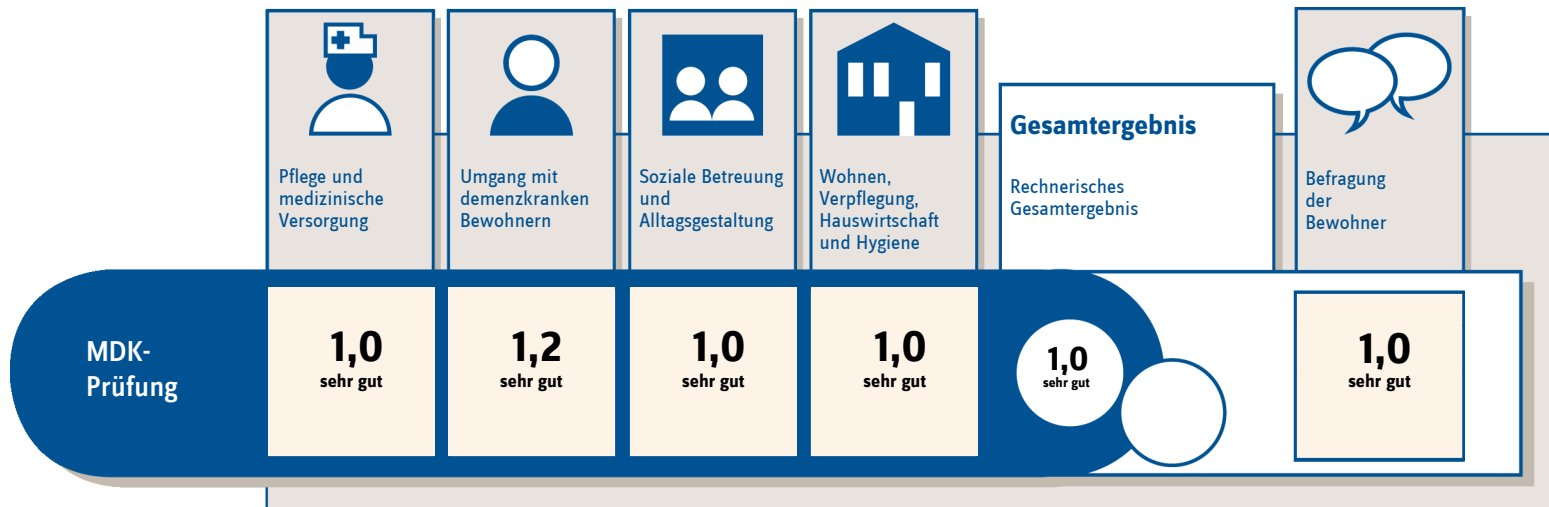 Pflege und
medizinische
Versorgung
Umgang mit
demenzkranken
Bewohnern
Soziale Betreuung
und
Alltagsgestaltung
Wohnen,
Verpflegung,
Hauswirtschaft
und Hygiene
Gesamtergebnis
Rechnerisches
Gesamtergebnis
Befragung
der
Bewohner
MDK-
Prüfung
1,0
sehr gut
1,2
sehr gut
1,0
sehr gut
1,0
sehr gut
1,0
sehr gut
1,0
sehr gut